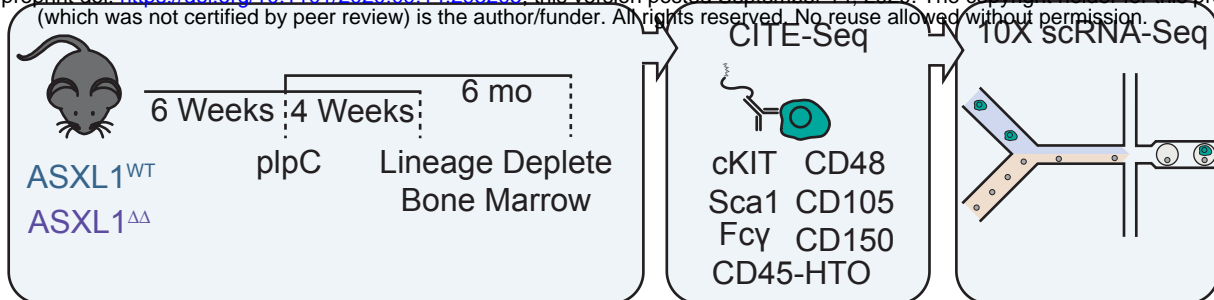 (which was not certified by peer review) is the author/funder. All rights reserved. No reuse allowed without permission.
6 Weeks
4 Weeks
6 mo
pIpC
Lineage Deplete
Bone Marrow
ASXL1WT
ASXL1ΔΔ
CITE-Seq
cKIT CD48
Sca1 CD105
Fcγ CD150
CD45-HTO
10X scRNA-Seq